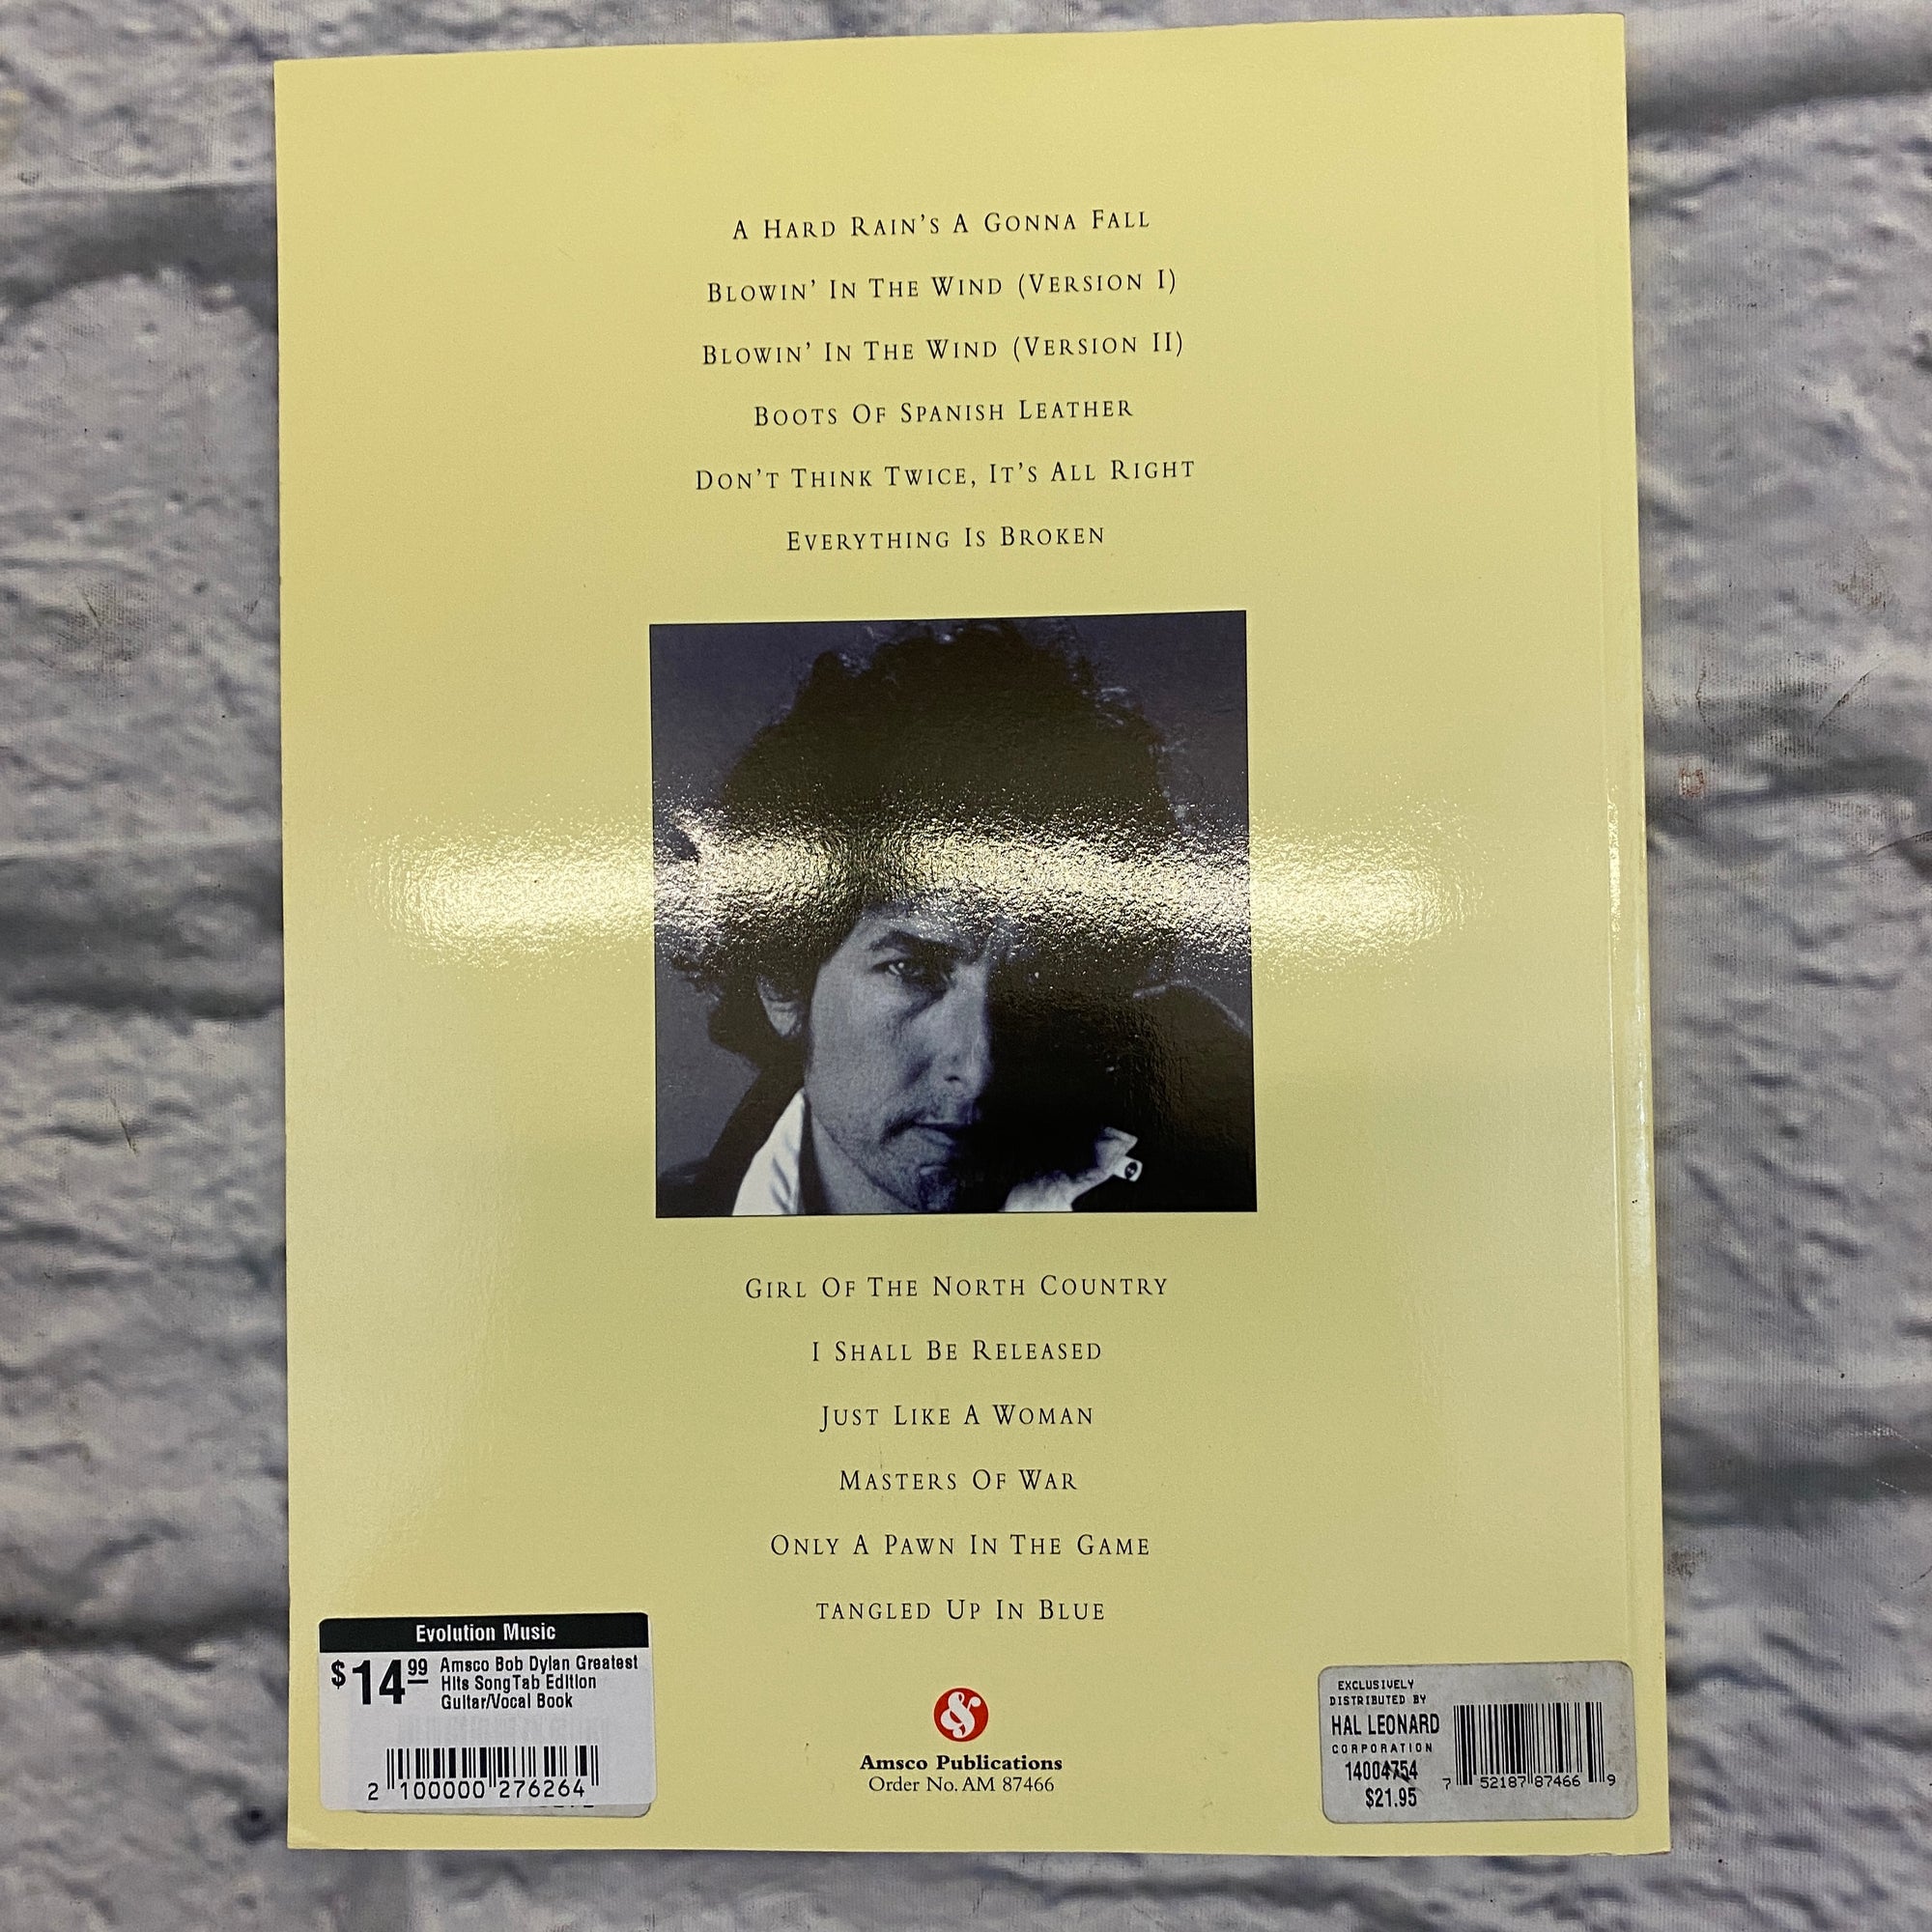 A HARD RAIN'S A GONNA FALL
BLOWIN' IN THE WIND (VERSION I)
BLOWIN' IN THE WIND (VERSION II)
BOOTS OF SPANISH LEATHER
DON'T THINK TWICE, IT'S ALL RIGHT
EVERYTHING IS BROKEN
GIRL OF THE NORTH COUNTRY
I SHALL BE RELEASED
JUST LIKE A WOMAN
MASTERS OF WAR
ONLY A PAWN IN THE GAME
TANGLED UP IN BLUE
Evolution Music
$14.99
Amsco Bob Dylan Greatest
Hits SongTab Edition
Guitar/Vocal Book
2 100000 276264
&
Amsco Publications
Order No. AM 87466
EXCLUSIVELY
DISTRIBUTED BY
HAL LEONARD
CORPORATION
14004754
$21.95
7 52187 87466 9